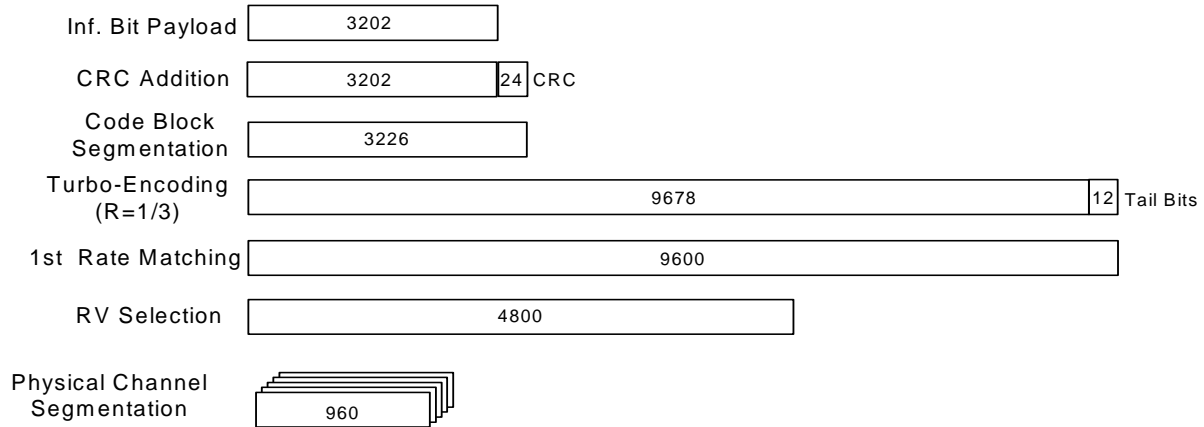 Inf. Bit Payload 3202
CRC Addition 3202 24 CRC
Code Block
Segmentation 3226
Turbo-Encoding
(R=1/3) 9678 12 Tail Bits
1st Rate Matching 9600
RV Selection 4800
Physical Channel
Segmentation 960